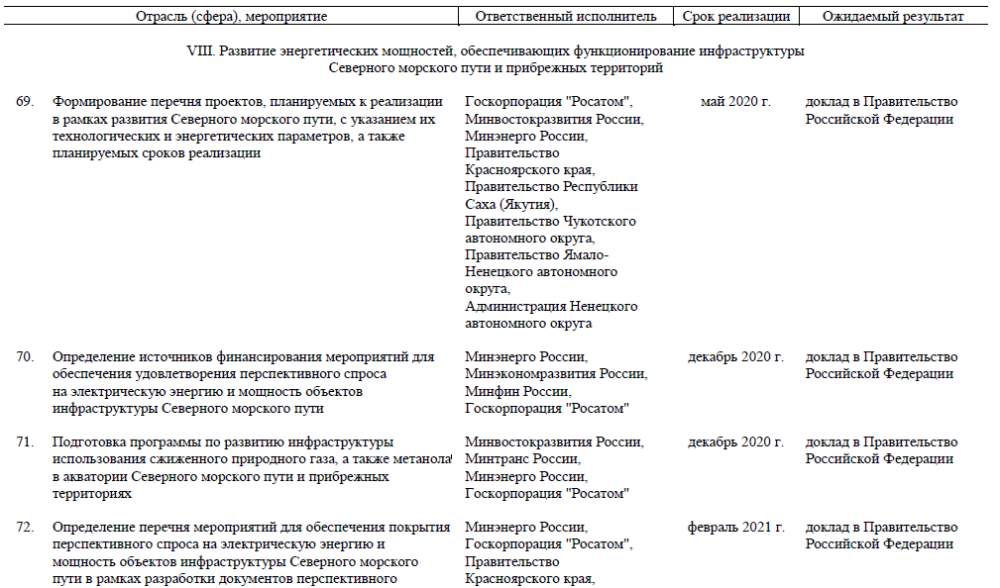 Отрасль (сфера), мероприятие
Ответственный исполнитель
Срок реализации
Ожидаемый результат
VIII. Развитие энергетических мощностей, обеспечивающих функционирование инфраструктуры
Северного морского пути и прибрежных территорий
69.
Формирование перечня проектов, планируемых к реализации
в рамках развития Северного морского пути, с указанием их
технологических и энергетических параметров, а также
планируемых сроков реализации
Госкорпорация "Росатом",
Минвостокразвития России,
Минэнерго России,
Правительство
Красноярского края,
Правительство Республики
Саха (Якутия),
Правительство Чукотского
автономного округа,
Правительство Ямало-
Ненецкого автономного
округа,
Администрация Ненецкого
автономного округа
май 2020 г.
доклад в Правительство
Российской Федерации
70.
Определение источников финансирования мероприятий для
обеспечения удовлетворения перспективного спроса
на электрическую энергию и мощность объектов
инфраструктуры Северного морского пути
Минэнерго России,
Минэкономразвития России,
Минфин России,
Госкорпорация "Росатом"
декабрь 2020 г.
доклад в Правительство
Российской Федерации
71.
Подготовка программы по развитию инфраструктуры
использования сжиженного природного газа, а также метанола
в акватории Северного морского пути и прибрежных
территориях
Минвостокразвития России,
Минтранс России,
Минэнерго России,
Госкорпорация "Росатом"
декабрь 2020 г.
доклад в Правительство
Российской Федерации
72.
Определение перечня мероприятий для обеспечения покрытия
перспективного спроса на электрическую энергию и
мощность объектов инфраструктуры Северного морского
пути в рамках разработки документов перспективного
Минэнерго России,
Госкорпорация "Росатом",
Правительство
Красноярского края,
февраль 2021 г.
доклад в Правительство
Российской Федерации